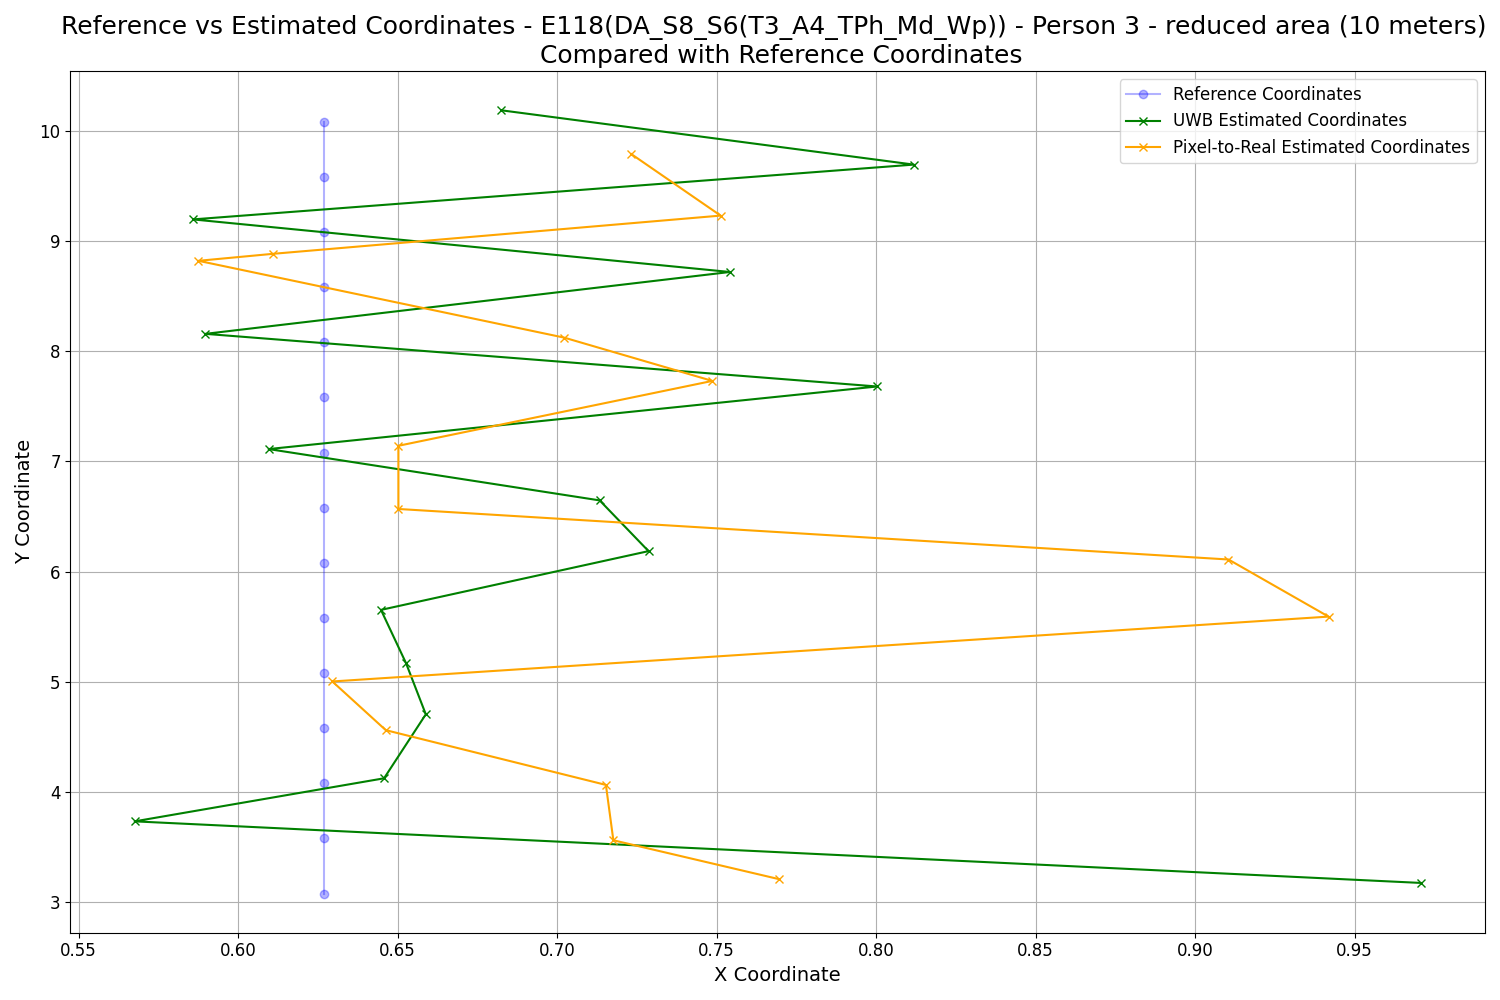 Reference vs Estimated Coordinates - E118(DA_S8_S6(T3_A4_TPh_Md_Wp)) - Person 3 - reduced area (10 meters)
Compared with Reference Coordinates
Reference Coordinates
UWB Estimated Coordinates
Pixel-to-Real Estimated Coordinates
Y Coordinate
10
9
8
7
6
5
4
3
0.55
0.60
0.65
0.70
0.75
0.80
0.85
0.90
0.95
X Coordinate